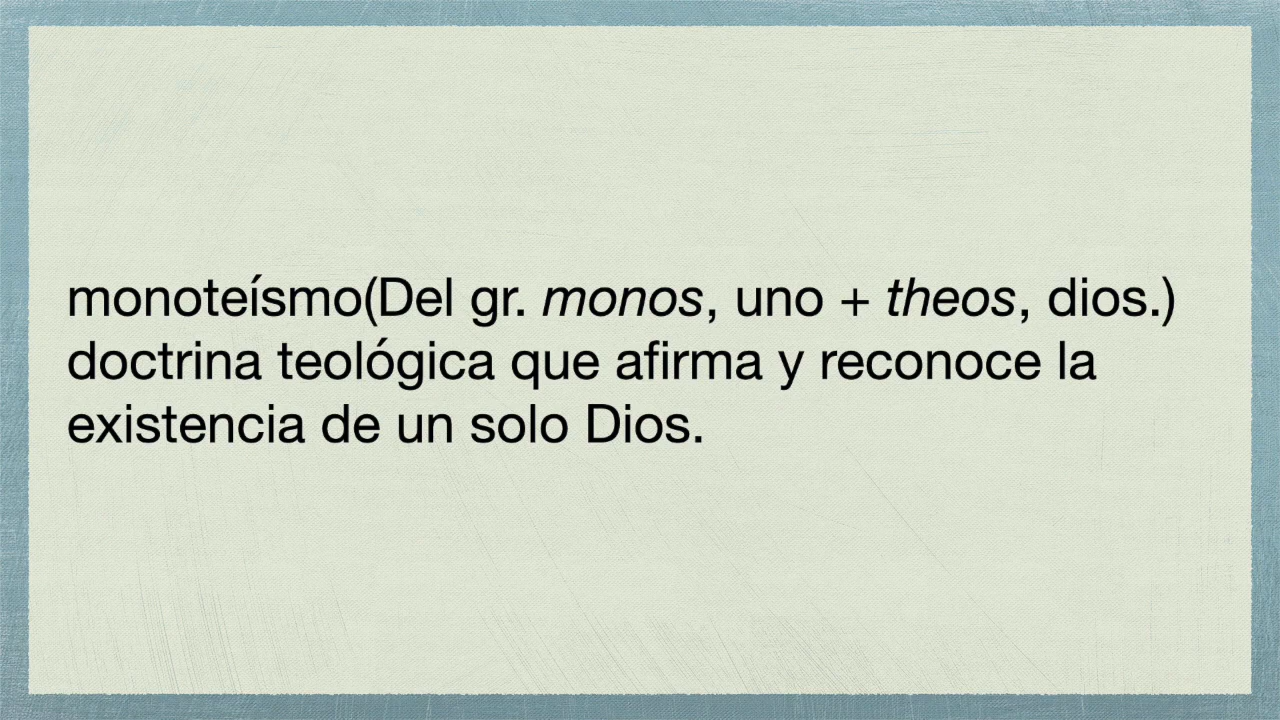 monoteísmo(Del gr. monos, uno + theos, dios.)
doctrina teológica que afirma y reconoce la
existencia de un solo Dios.